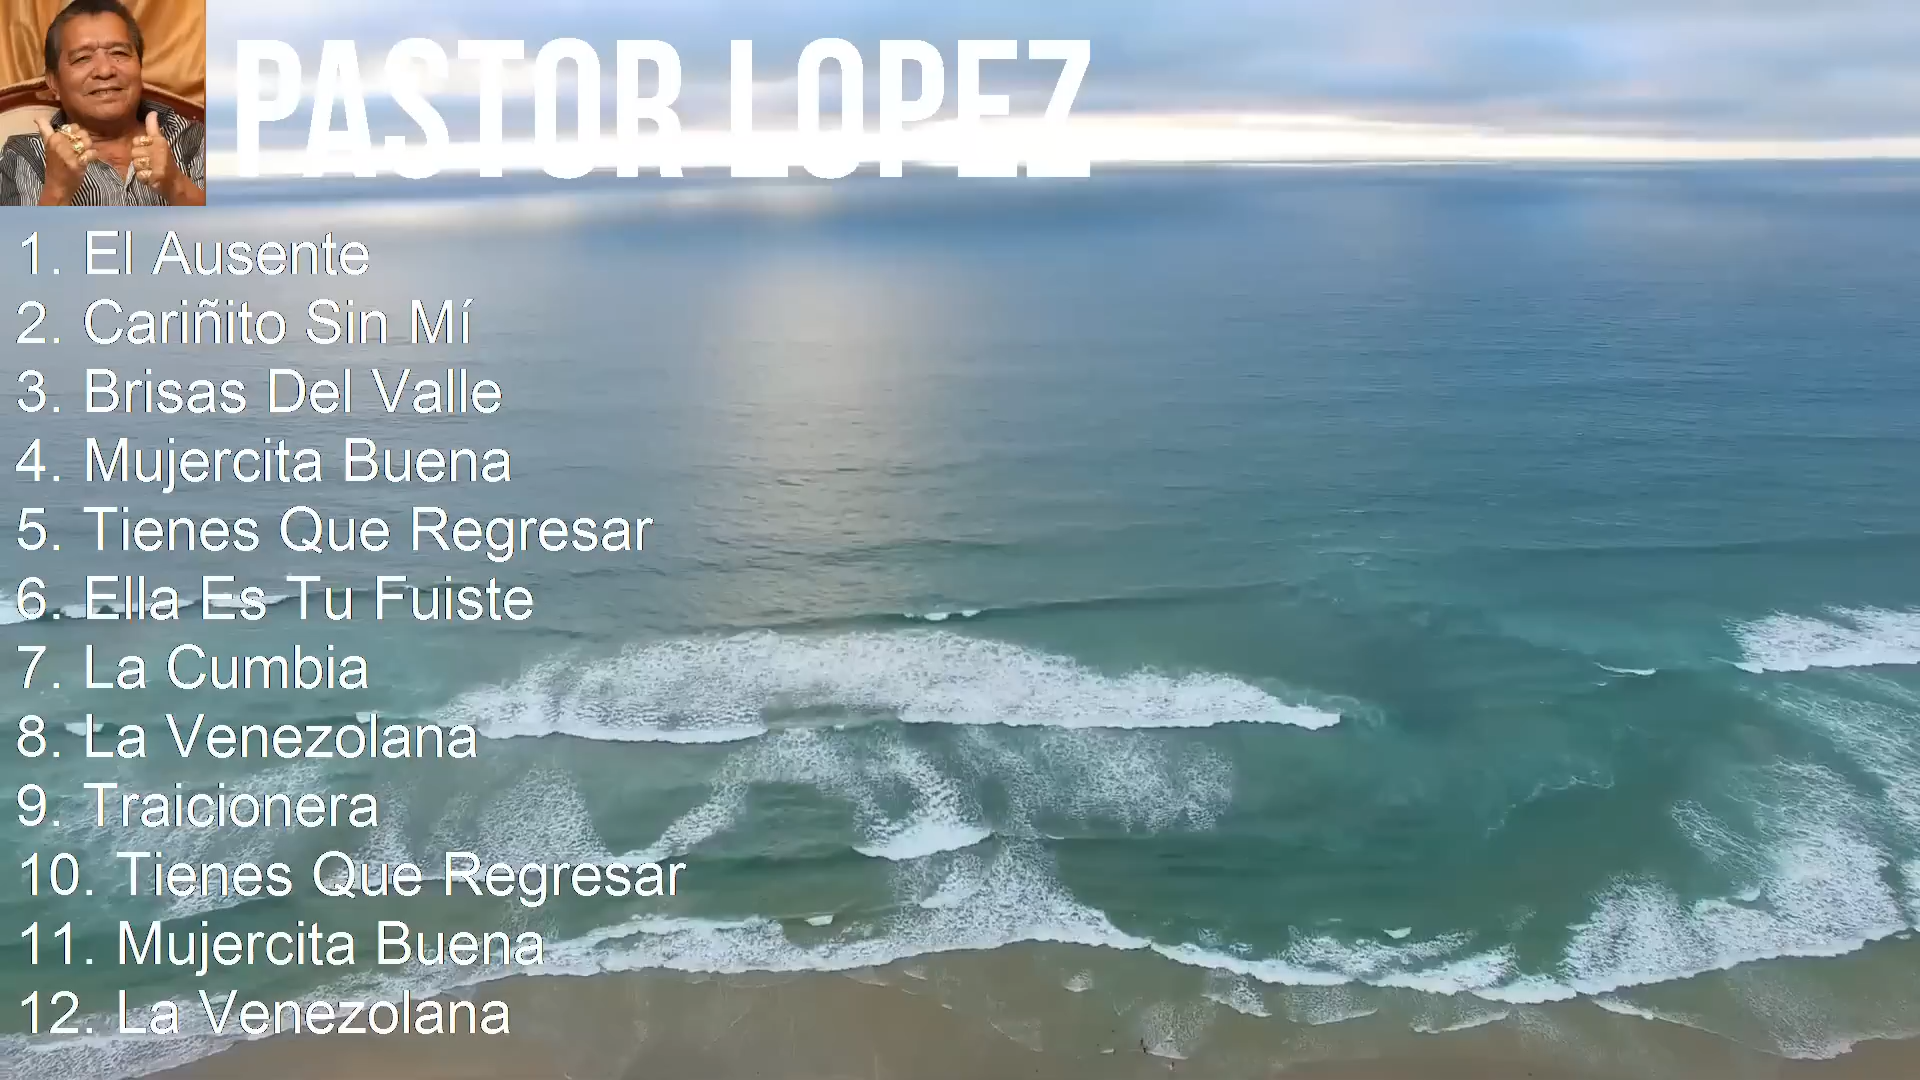 PASTOR LOPEZ
1. El Ausente
2. Cariñito Sin Mí
3. Brisas Del Valle
4. Mujercita Buena
5. Tienes Que Regresar
6. Ella Es Tu Fuiste
7. La Cumbia
8. La Venezolana
9. Traicionera
10. Tienes Que Regresar
11. Mujercita Buena
12. La Venezolana